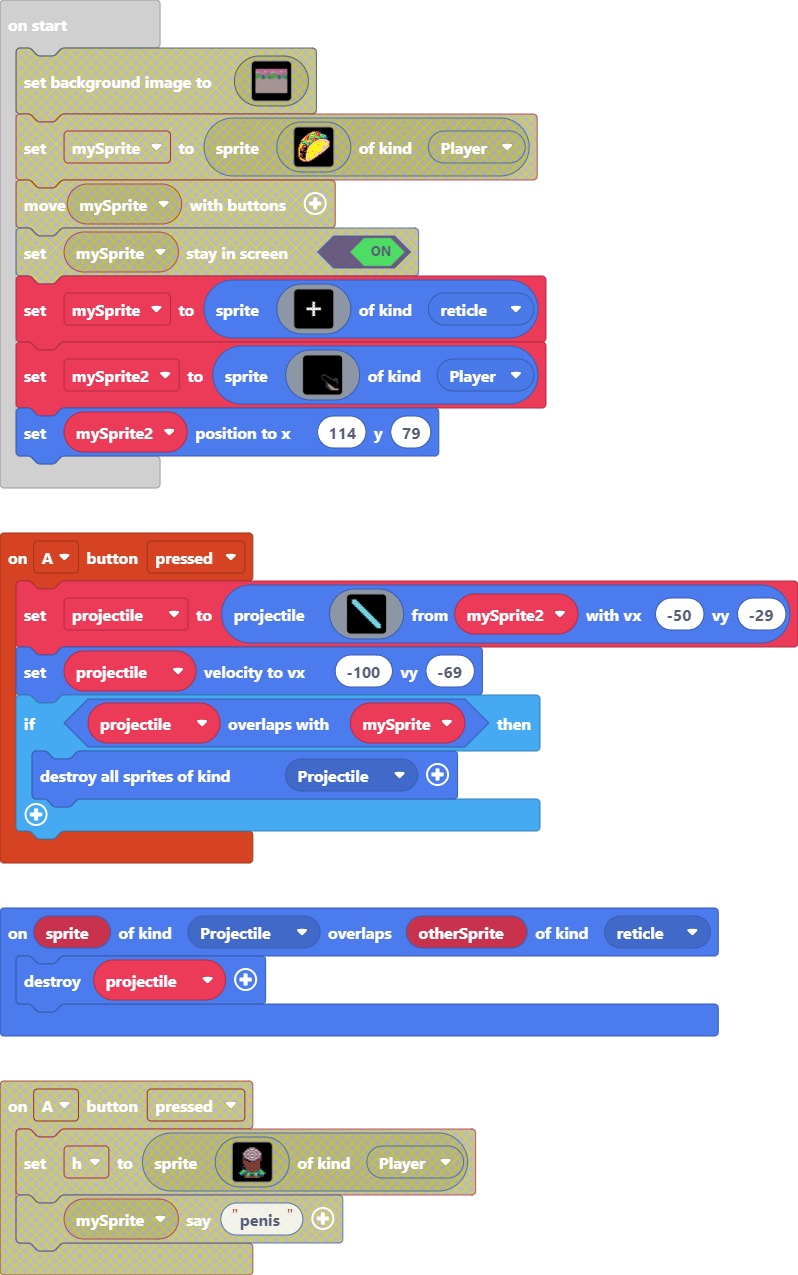 on start
set background image to
set mySprite to sprite of kind Player
move mySprite with buttons
set mySprite stay in screen ON
set mySprite to sprite of kind reticle
set mySprite2 to sprite of kind Player
set mySprite2 position to x 114 y 79
on A button pressed
set projectile to projectile from mySprite2 with vx -50 vy -29
set projectile velocity to vx -100 vy -69
if projectile overlaps with mySprite then
destroy all sprites of kind Projectile
on sprite of kind Projectile overlaps otherSprite of kind reticle
destroy projectile
on A button pressed
set h to sprite of kind Player
mySprite say "penis"